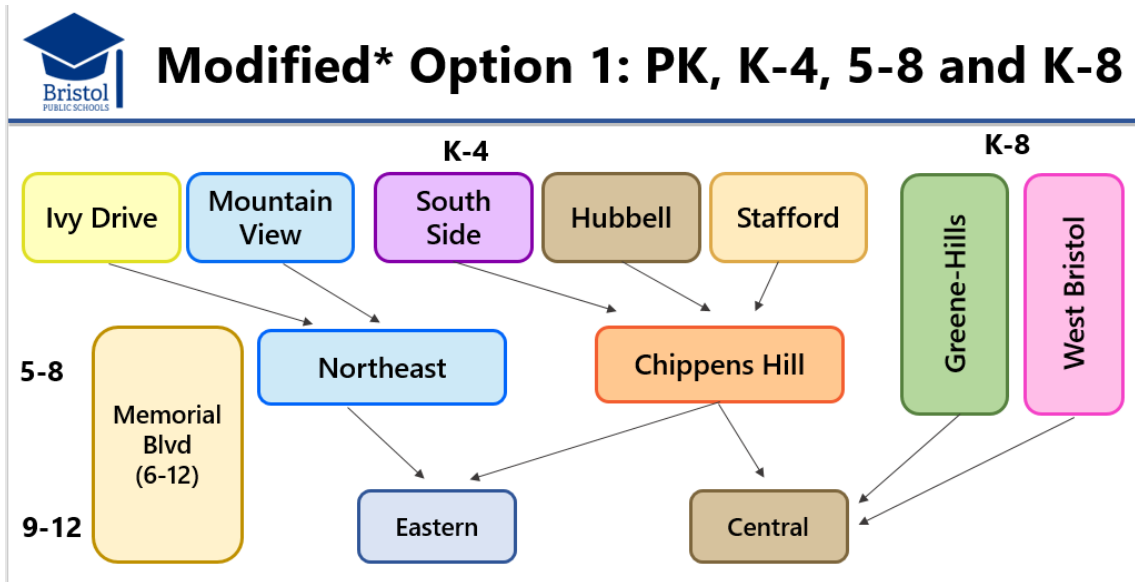 Bristol
PUBLIC SCHOOLS
Modified* Option 1: PK, K-4, 5-8 and K-8
K-4
K-8
Ivy Drive
Mountain
View
South
Side
Hubbell
Stafford
Greene-Hills
West Bristol
5-8
Memorial
Blvd
(6-12)
Northeast
Chippens Hill
9-12
Eastern
Central